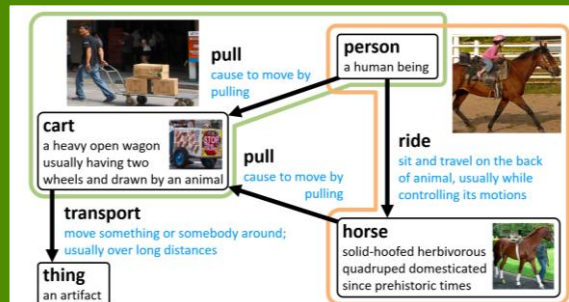 person
a human being
pull
cause to move by
pulling
cart
a heavy open wagon
usually having two
wheels and drawn by an animal
STOP
pull
cause to move by
pulling
ride
sit and travel on the back
of animal, usually while
controlling its motions
transport
move something or somebody around;
usually over long distances
horse
solid-hoofed herbivorous
quadruped domesticated
since prehistoric times
thing
an artifact